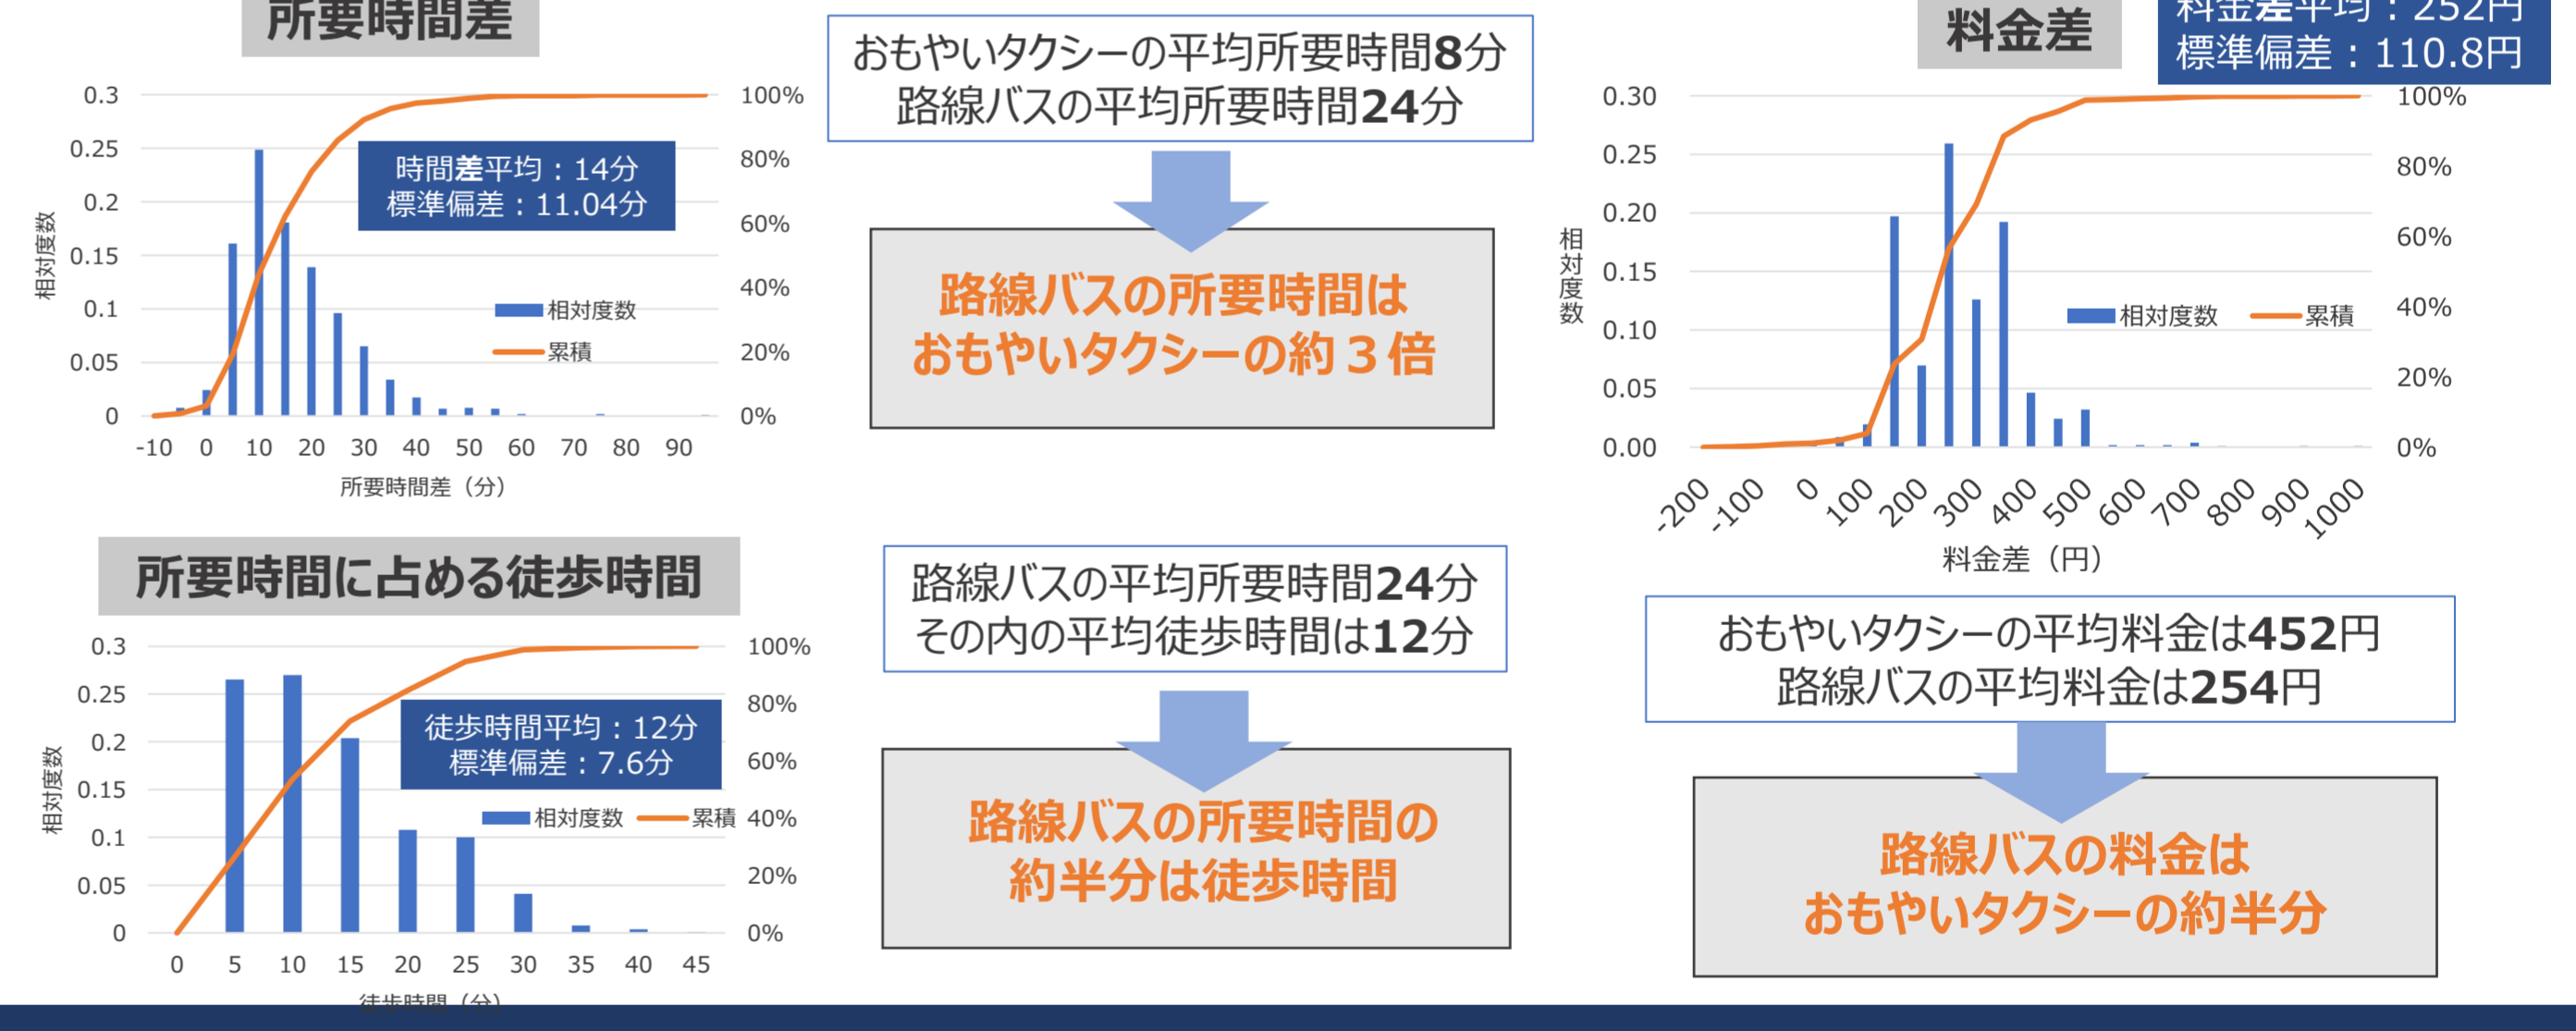 所要時間差
0.3
0.25
0.2
0.15
0.1
0.05
0
100%
80%
60%
40%
20%
0%
相対度数
時間差平均：14分
標準偏差：11.04分
相対度数
累積
-10 0 10 20 30 40 50 60 70 80 90
所要時間差（分）
おもやいタクシーの平均所要時間8分
路線バスの平均所要時間24分
路線バスの所要時間は
おもやいタクシーの約３倍
料金差
料金差平均：252円
標準偏差：110.8円
0.30
0.25
0.20
0.15
0.10
0.05
0.00
100%
80%
60%
40%
20%
0%
相対度数
相対度数 累積
-200 -100 0 100 200 300 400 500 600 700 800 900 1000
料金差（円）
所要時間に占める徒歩時間
0.3
0.25
0.2
0.15
0.1
0.05
0
100%
80%
60%
40%
20%
0%
相対度数
徒歩時間平均：12分
標準偏差：7.6分
相対度数 累積
0 5 10 15 20 25 30 35 40 45
徒歩時間（分）
路線バスの平均所要時間24分
その内の平均徒歩時間は12分
路線バスの所要時間の
約半分は徒歩時間
おもやいタクシーの平均料金は452円
路線バスの平均料金は254円
路線バスの料金は
おもやいタクシーの約半分